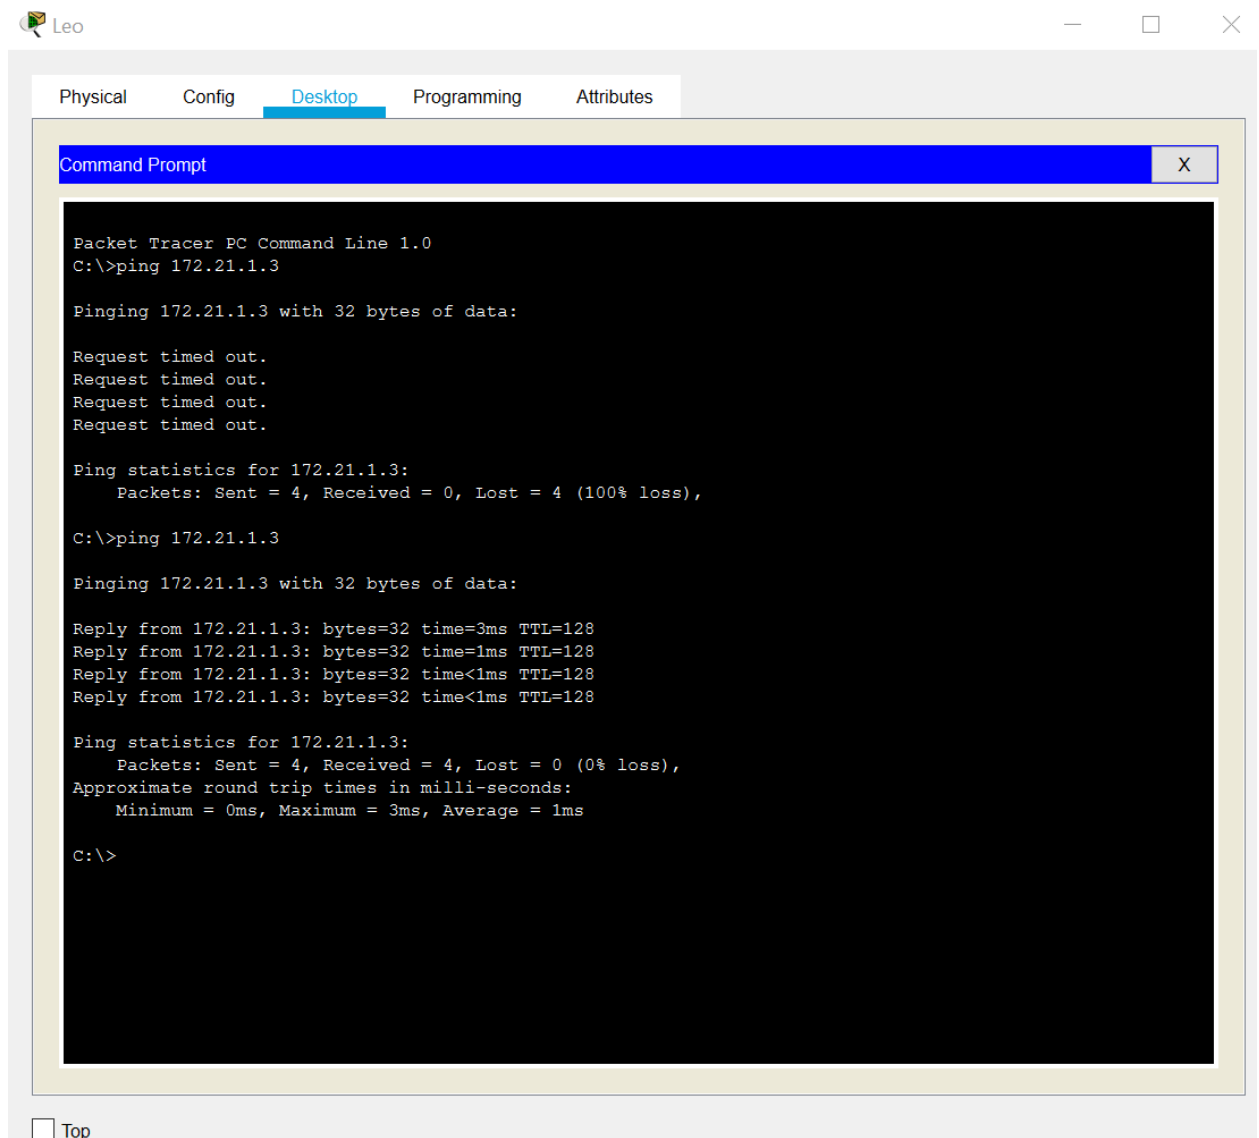 Leo
Physical Config Desktop Programming Attributes
Command Prompt X
Packet Tracer PC Command Line 1.0
C:\>ping 172.21.1.3
Pinging 172.21.1.3 with 32 bytes of data:
Request timed out.
Request timed out.
Request timed out.
Request timed out.
Ping statistics for 172.21.1.3:
    Packets: Sent = 4, Received = 0, Lost = 4 (100% loss),
C:\>ping 172.21.1.3
Pinging 172.21.1.3 with 32 bytes of data:
Reply from 172.21.1.3: bytes=32 time=3ms TTL=128
Reply from 172.21.1.3: bytes=32 time=1ms TTL=128
Reply from 172.21.1.3: bytes=32 time<1ms TTL=128
Reply from 172.21.1.3: bytes=32 time<1ms TTL=128
Ping statistics for 172.21.1.3:
    Packets: Sent = 4, Received = 4, Lost = 0 (0% loss),
Approximate round trip times in milli-seconds:
    Minimum = 0ms, Maximum = 3ms, Average = 1ms
C:\>
Top